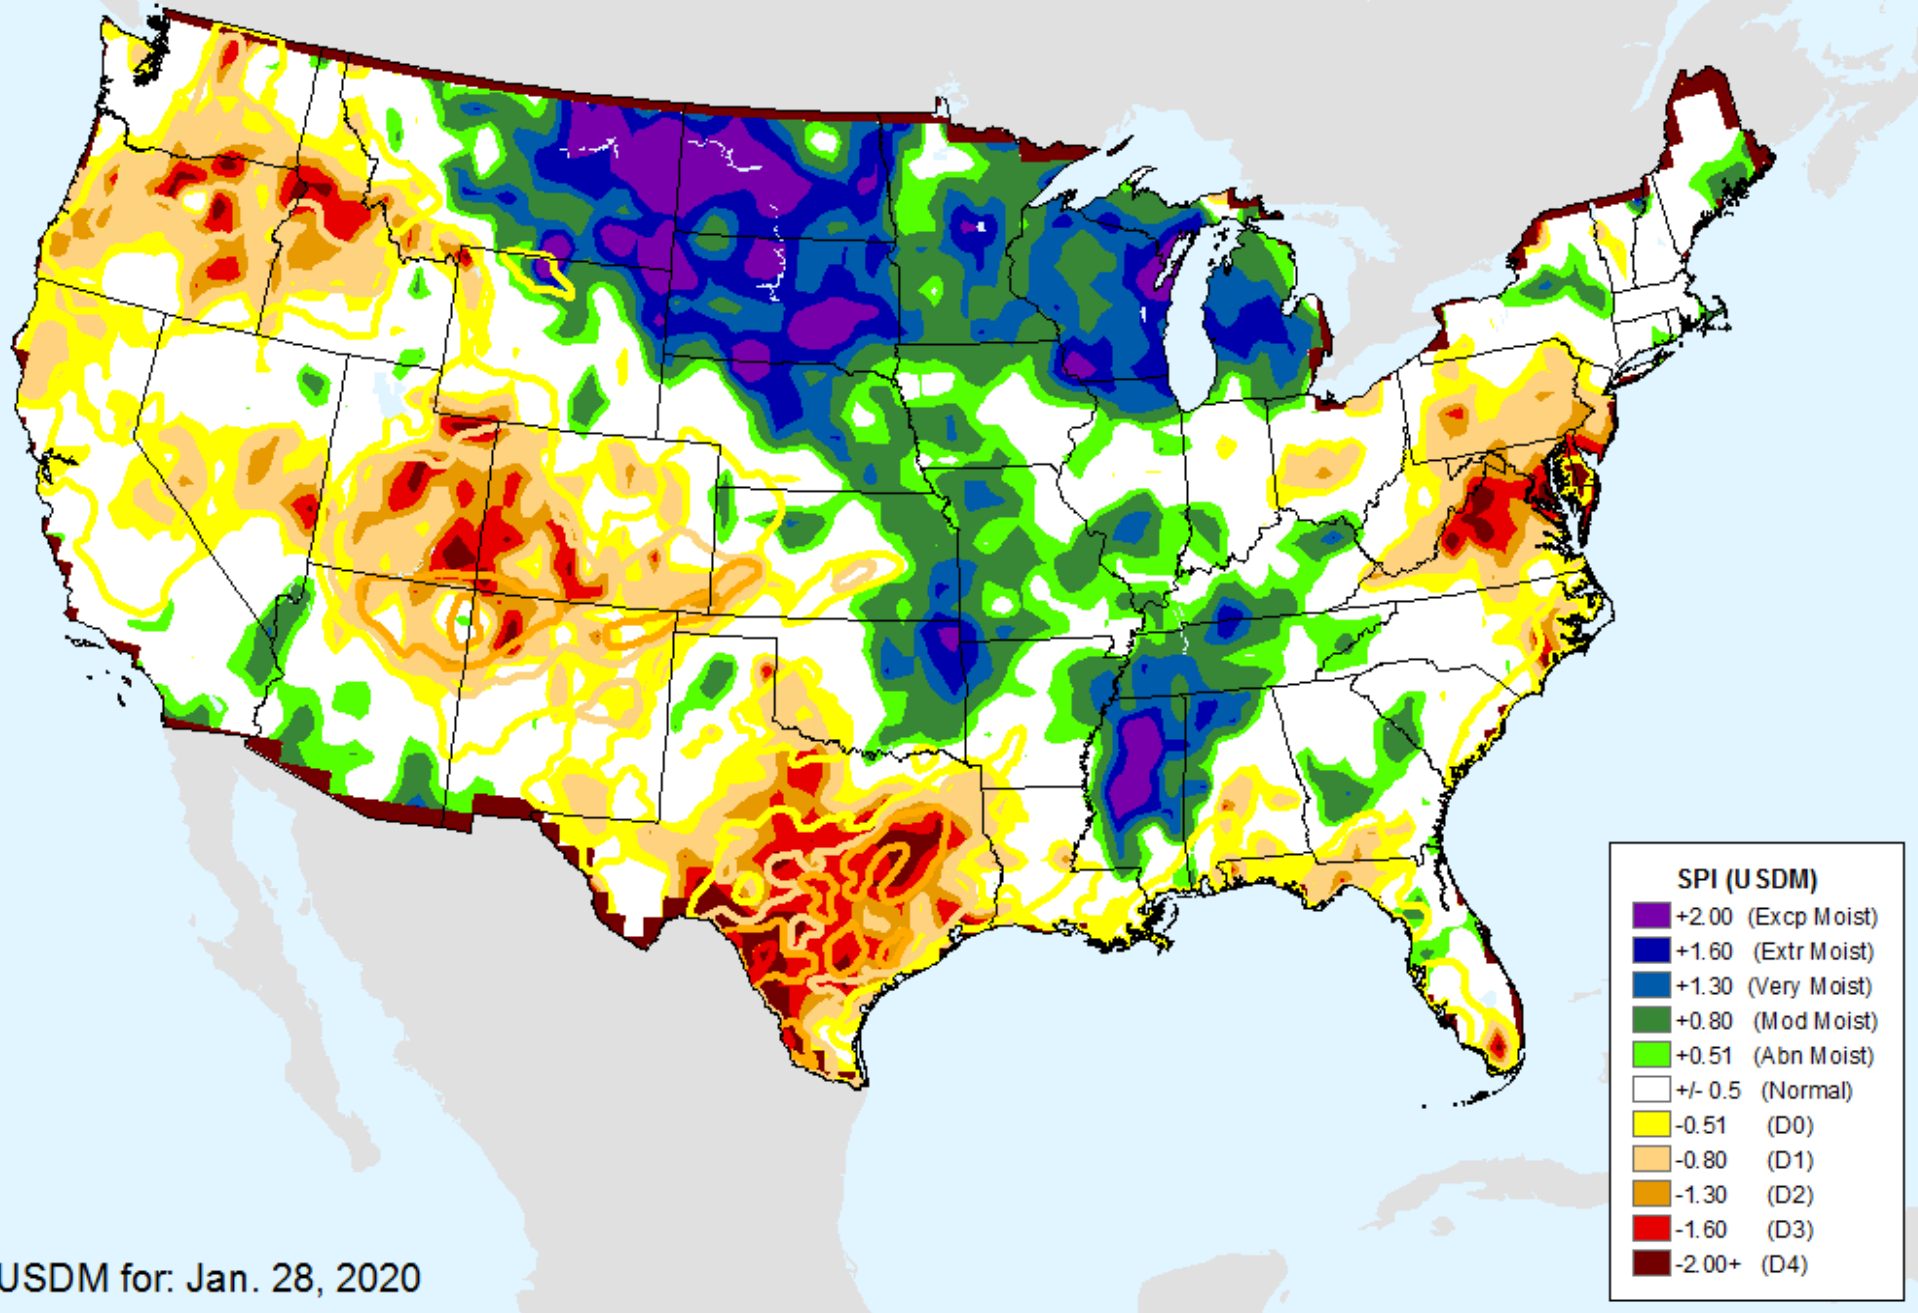 SPI (USDM)
+2.00 (Excp Moist)
+1.60 (Extr Moist)
+1.30 (Very Moist)
+0.80 (Mod Moist)
+0.51 (Abn Moist)
+/- 0.5 (Normal)
-0.51 (D0)
-0.80 (D1)
-1.30 (D2)
-1.60 (D3)
-2.00+ (D4)
USDM for: Jan. 28, 2020